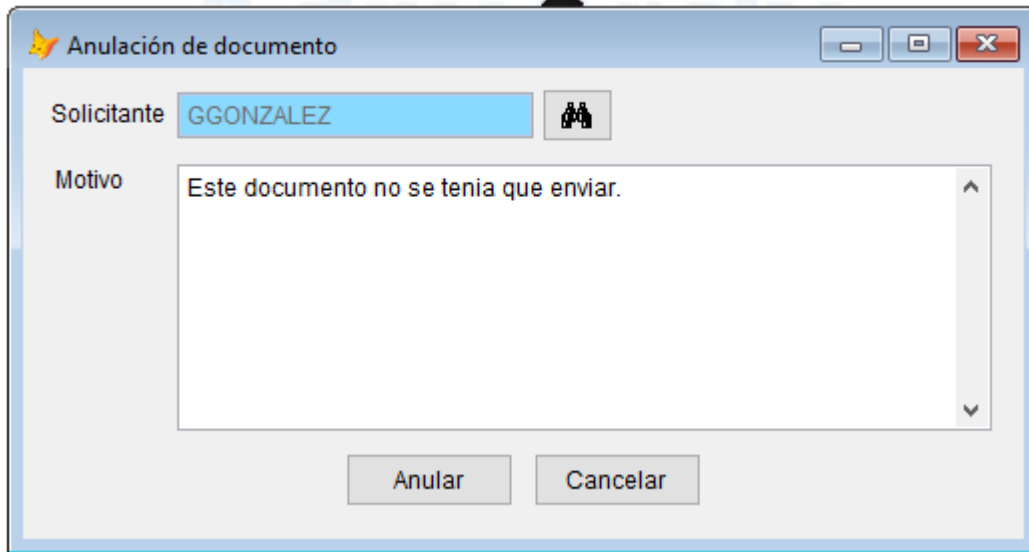 Anulación de documento
Solicitante GGONZALEZ
Motivo Este documento no se tenia que enviar.
Anular Cancelar